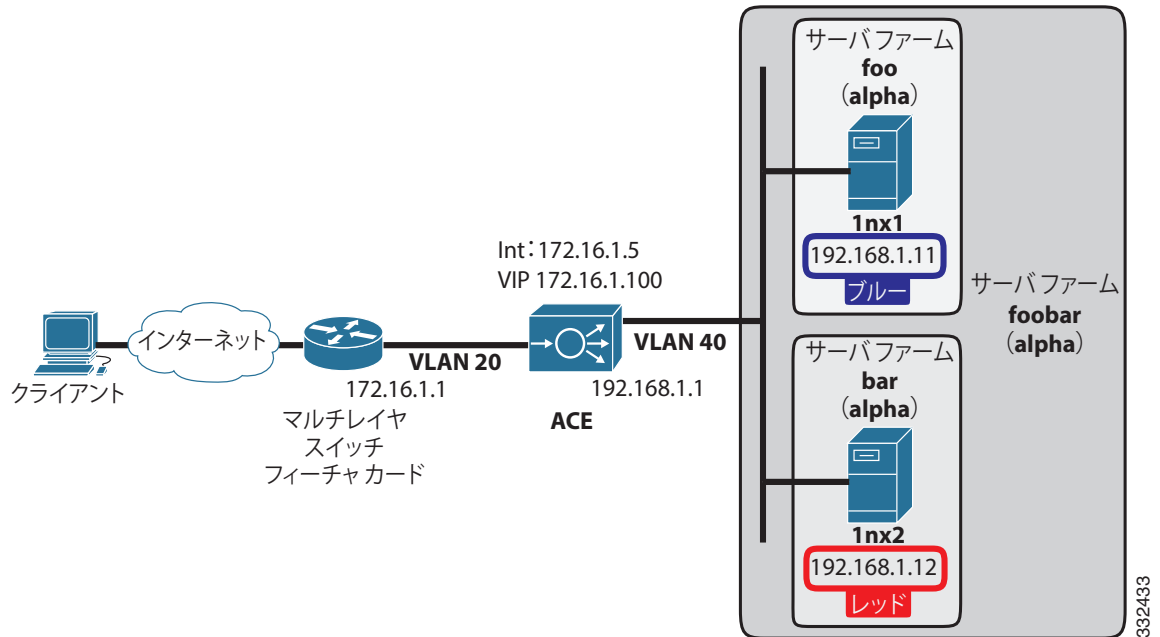 サーバ ファーム
foo
（alpha）
1nx1
192.168.1.11
ブルー
サーバ ファーム
foobar
（alpha）
サーバ ファーム
bar
（alpha）
1nx2
192.168.1.12
レッド
Int：172.16.1.5
VIP 172.16.1.100
クライアント
インターネット
VLAN 20
172.16.1.1
マルチレイヤ
スイッチ
フィーチャ カード
ACE
VLAN 40
192.168.1.1
332433